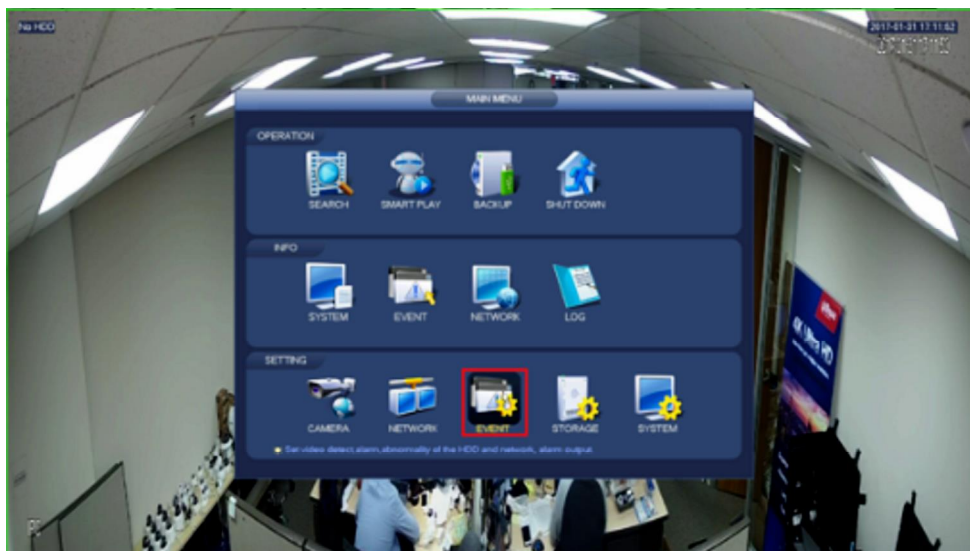 No HDD
2017-01-31 17:11:52
MAIN MENU
OPERATION
SEARCH SMART PLAY BACKUP SHUT DOWN
INFO
SYSTEM EVENT NETWORK LOG
SETTING
CAMERA NETWORK EVENT STORAGE SYSTEM
Set video detect,alarm,abnormality of the HDD and network, alarm output.
alhua
4K Ultra HD